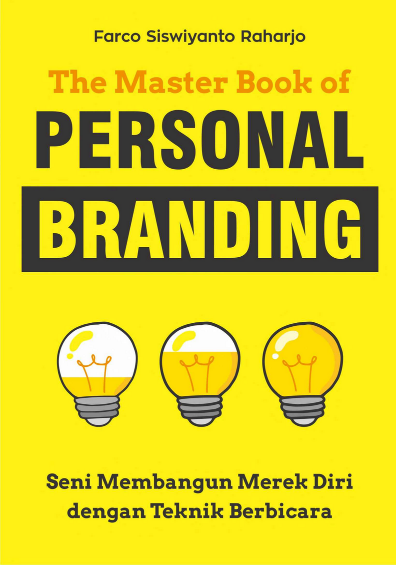 Farco Siswiyanto Raharjo
The Master Book of
PERSONAL
BRANDING
Seni Membangun Merek Diri
dengan Teknik Berbicara